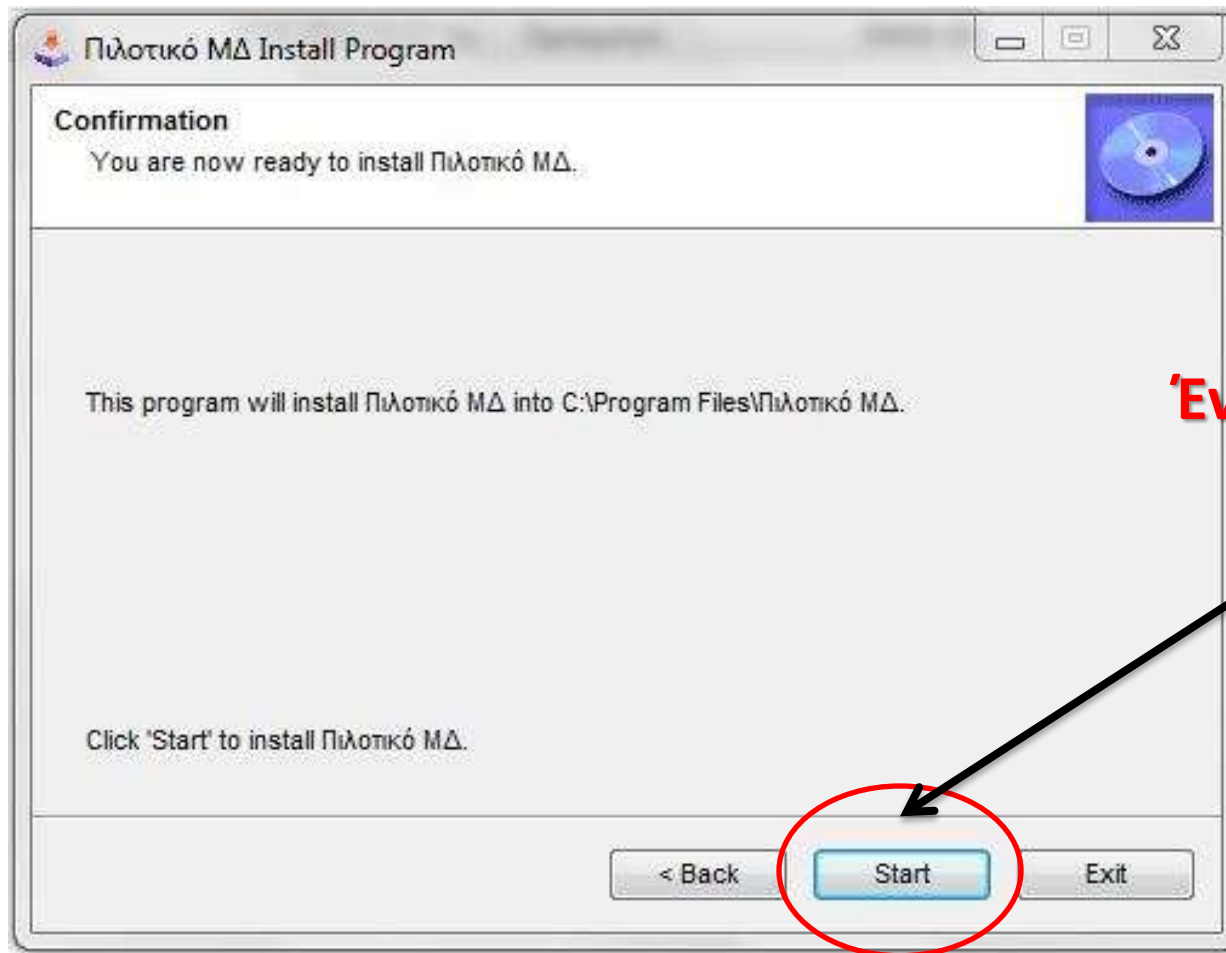 Πιλοτικό ΜΔ Install Program
Confirmation
You are now ready to install Πιλοτικό ΜΔ.
This program will install Πιλοτικό ΜΔ into C:\Program Files\Πιλοτικό ΜΔ.
Click 'Start' to install Πιλοτικό ΜΔ.
< Back
Start
Exit